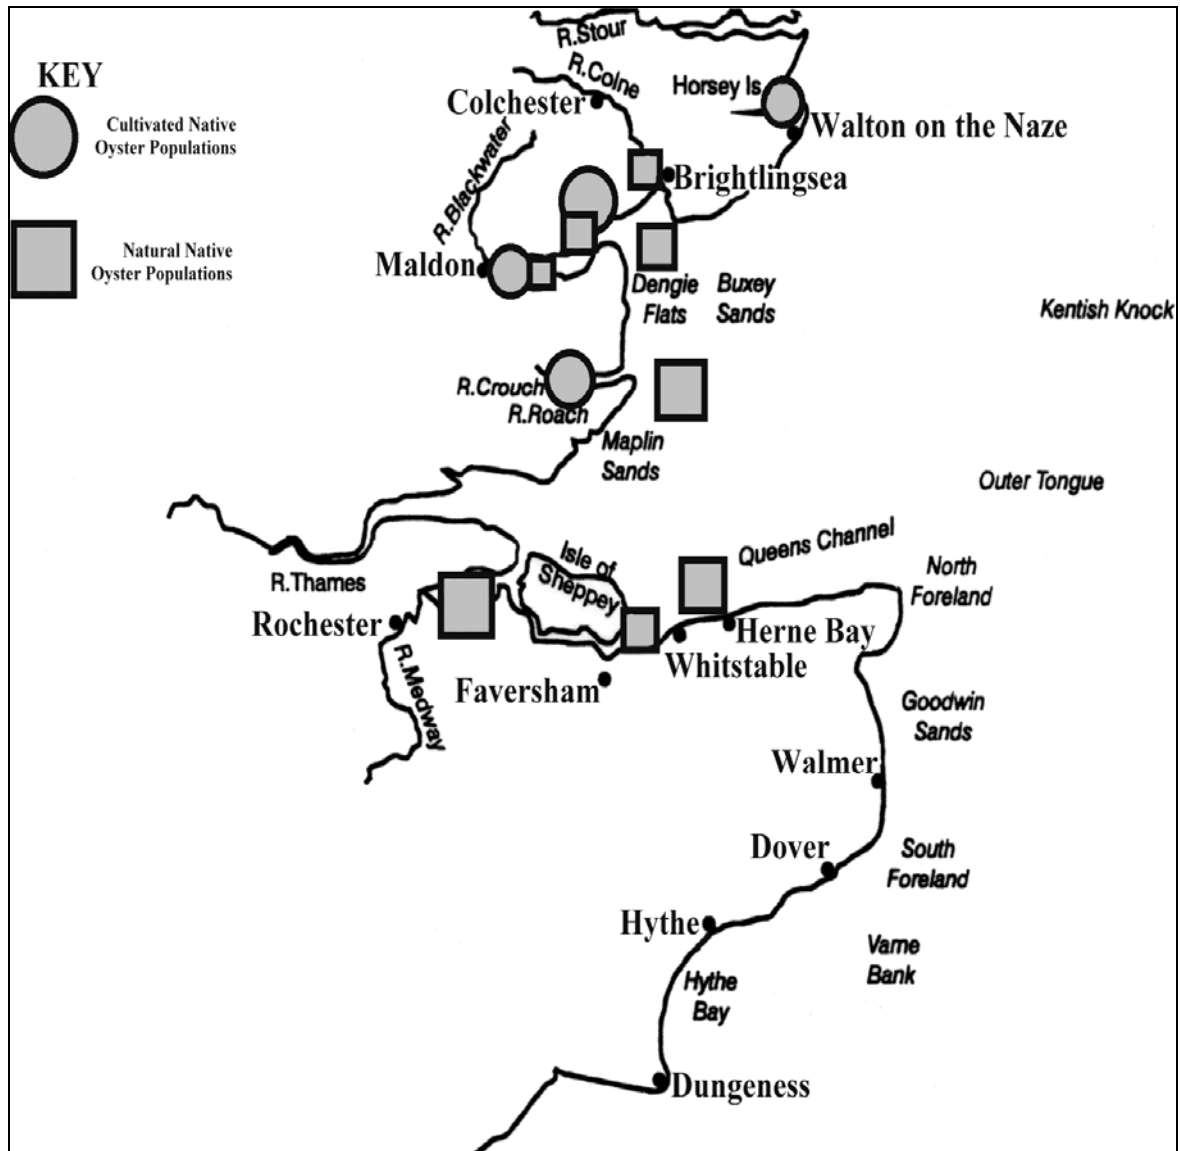 KEY
Cultivated Native
Oyster Populations
Natural Native
Oyster Populations
R.Stour
R.Colne
Colchester
Horsey Is
Walton on the Naze
Brightlingsea
R.Blackwater
Maldon
Dengie
Flats
Buxey
Sands
Kentish Knock
R.Crouch
R.Roach
Maplin
Sands
Outer Tongue
Queens Channel
R.Thames
Isle of
Sheppey
North
Foreland
Rochester
Herne Bay
Whitstable
R.Medway
Faversham
Goodwin
Sands
Walmer
Dover
South
Foreland
Hythe
Varne
Bank
Hythe
Bay
Dungeness